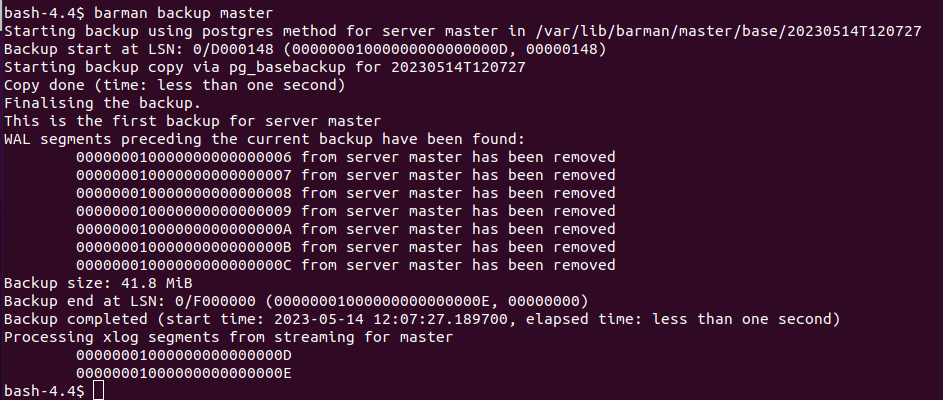 bash-4.4$ barman backup master
Starting backup using postgres method for server master in /var/lib/barman/master/base/20230514T120727
Backup start at LSN: 0/D000148 (00000001000000000000000D, 00000148)
Starting backup copy via pg_basebackup for 20230514T120727
Copy done (time: less than one second)
Finalising the backup.
This is the first backup for server master
WAL segments preceding the current backup have been found:
000000010000000000000006 from server master has been removed
000000010000000000000007 from server master has been removed
000000010000000000000008 from server master has been removed
000000010000000000000009 from server master has been removed
00000001000000000000000A from server master has been removed
00000001000000000000000B from server master has been removed
00000001000000000000000C from server master has been removed
Backup size: 41.8 MiB
Backup end at LSN: 0/F000000 (00000001000000000000000E, 00000000)
Backup completed (start time: 2023-05-14 12:07:27.189700, elapsed time: less than one second)
Processing xlog segments from streaming for master
00000001000000000000000D
00000001000000000000000E
bash-4.4$